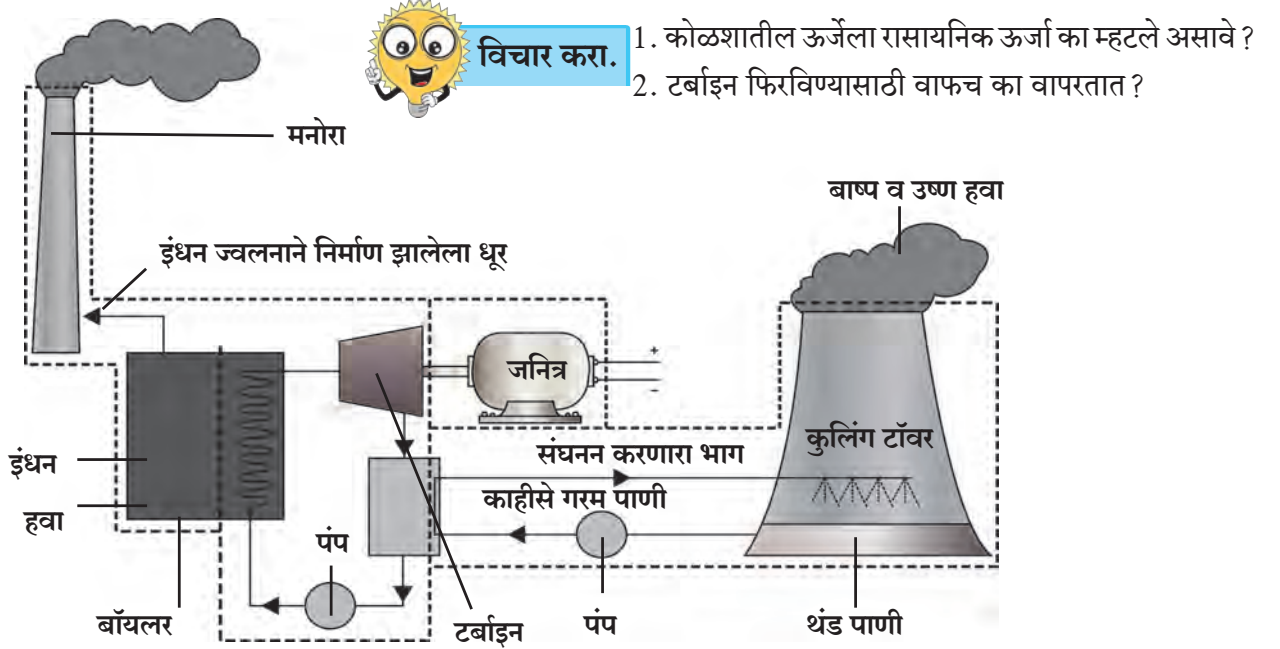 विचार करा.
1. कोळशातील ऊर्जेला रासायनिक ऊर्जा का म्हटले असावे ?
2. टर्बाइन फिरविण्यासाठी वाफच का वापरतात ?
मनोरा
बाष्प व उष्ण हवा
इंधन ज्वलनाने निर्माण झालेला धूर
जनित्र
+
-
कुलिंग टॉवर
संघनन करणारा भाग
काहीसे गरम पाणी
इंधन
हवा
पंप
बॉयलर
टर्बाइन
पंप
थंड पाणी